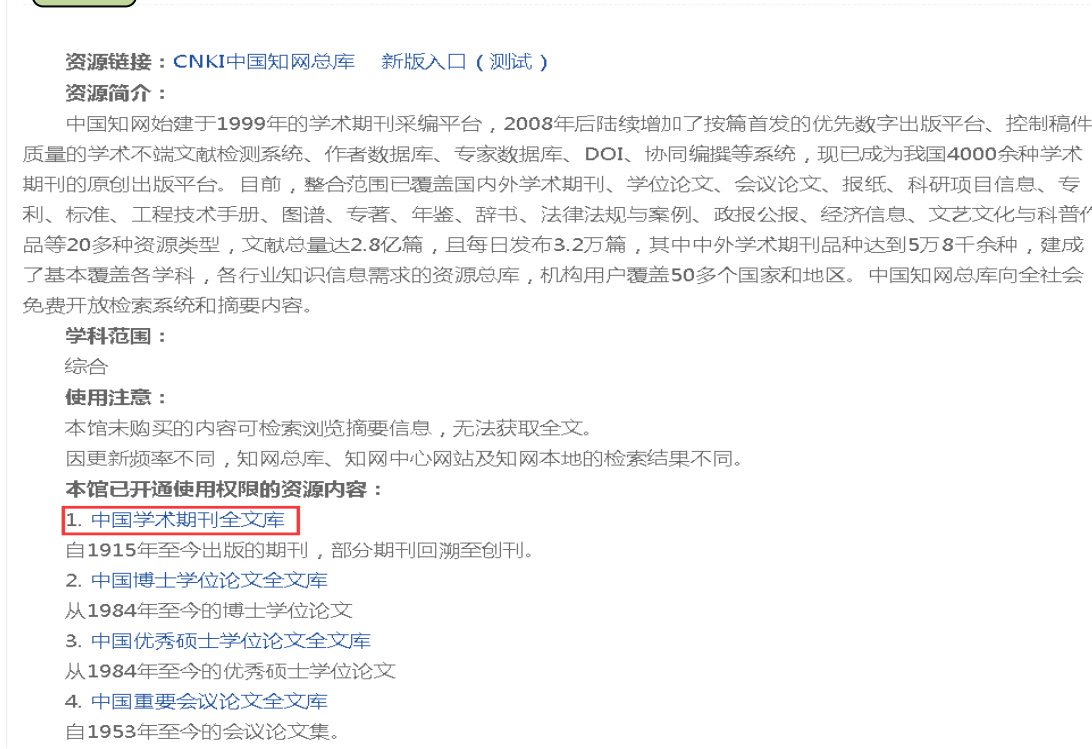 资源链接：CNKI中国知网总库 新版入口（测试）
资源简介：
中国知网始建于1999年的学术期刊采编平台，2008年后陆续增加了按篇首发的优先数字出版平台、控制稿件
质量的学术不端文献检测系统、作者数据库、专家数据库、DOI、协同编撰等系统，现已成为我国4000余种学术
期刊的原创出版平台。目前，整合范围已覆盖国内外学术期刊、学位论文、会议论文、报纸、科研项目信息、专
利、标准、工程技术手册、图谱、专著、年鉴、辞书、法律法规与案例、政报公报、经济信息、文艺文化与科普作
品等20多种资源类型，文献总量达2.8亿篇，且每日发布3.2万篇，其中中外学术期刊品种达到5万8千余种，建成
了基本覆盖各学科，各行业知识信息需求的资源总库，机构用户覆盖50多个国家和地区。中国知网总库向全社会
免费开放检索系统和摘要内容。
学科范围：
综合
使用注意：
本馆未购买的内容可检索浏览摘要信息，无法获取全文。
因更新频率不同，知网总库、知网中心网站及知网本地的检索结果不同。
本馆已开通使用权限的资源内容：
1. 中国学术期刊全文库
自1915年至今出版的期刊，部分期刊回溯至创刊。
2. 中国博士学位论文全文库
从1984年至今的博士学位论文
3. 中国优秀硕士学位论文全文库
从1984年至今的优秀硕士学位论文
4. 中国重要会议论文全文库
自1953年至今的会议论文集。